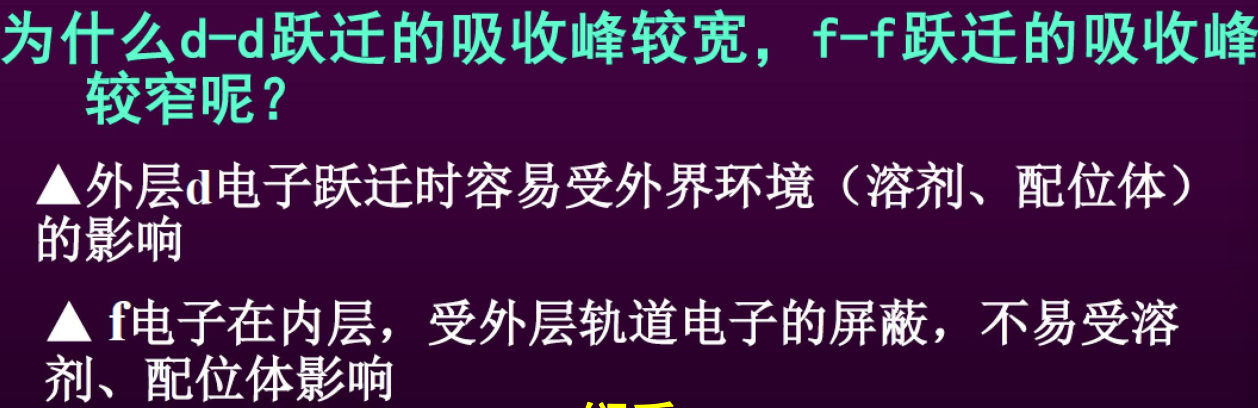 为什么d-d跃迁的吸收峰较宽，f-f跃迁的吸收峰
较窄呢？
▲外层d电子跃迁时容易受外界环境（溶剂、配位体）
的影响
▲ f电子在内层，受外层轨道电子的屏蔽，不易受溶
剂、配位体影响